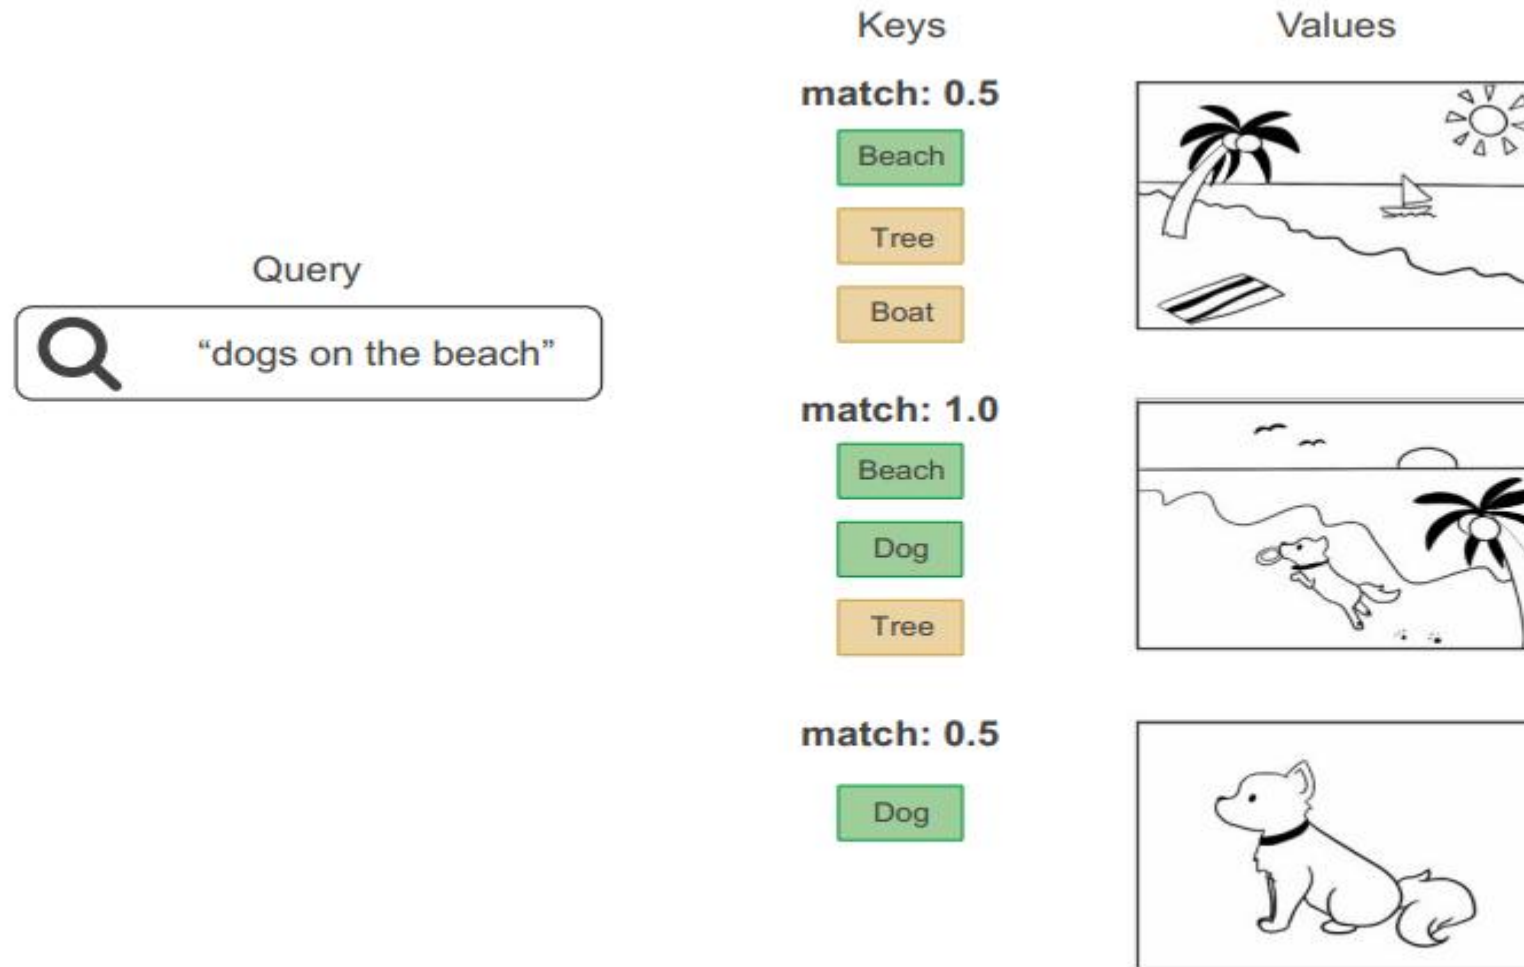 Keys
Values
match: 0.5
Beach
Tree
Boat
Query
“dogs on the beach”
match: 1.0
Beach
Dog
Tree
match: 0.5
Dog